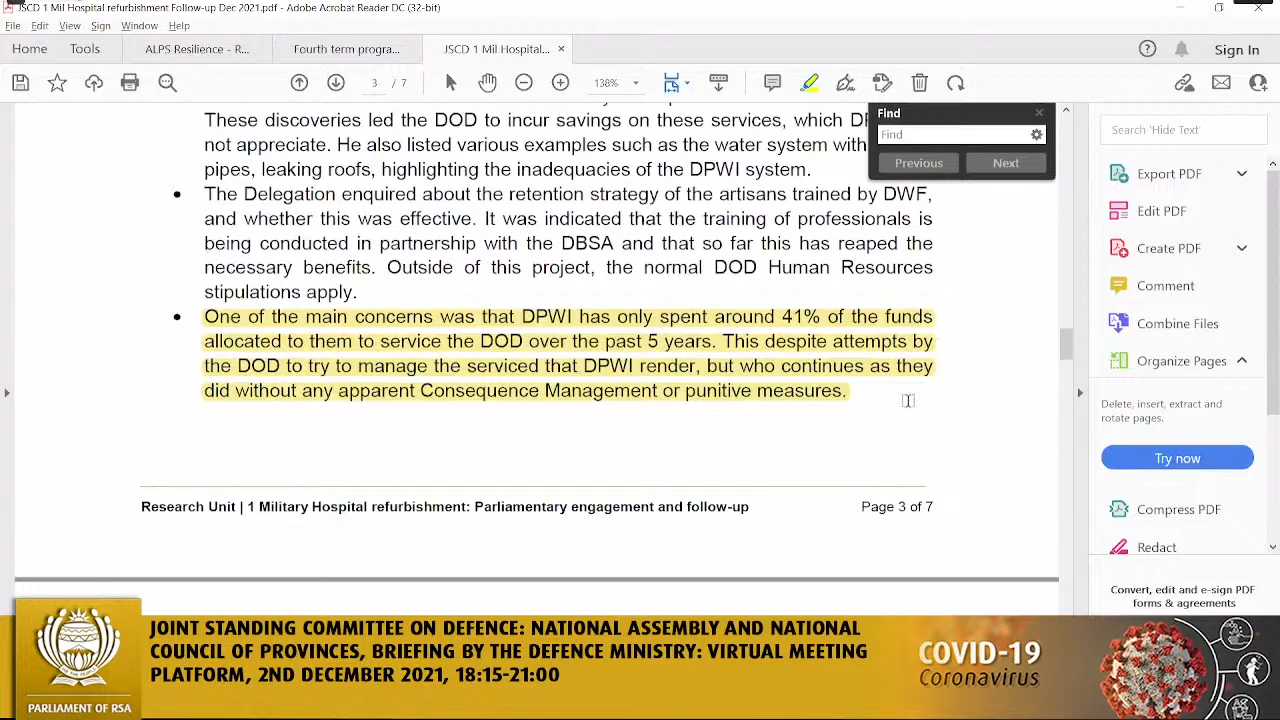 JSCD 1 Mil Hospital refurbishment Follow-up Dec 2021.pdf - Adobe Acrobat Reader DC (32-bit)
File Edit View Sign Window Help
Home Tools ALPS Resilience - R... Fourth term progra... JSCD 1 Mil Hospital... × Sign In
3 / 7 138%
These discovery led the DOD to incur savings on these services, which
not appreciate. He also listed various examples such as the water system with
pipes, leaking roofs, highlighting the inadequacies of the DPWI system.
• The Delegation enquired about the retention strategy of the artisans trained by DWF,
and whether this was effective. It was indicated that the training of professionals is
being conducted in partnership with the DBSA and that so far this has reaped the
necessary benefits. Outside of this project, the normal DOD Human Resources
stipulations apply.
• One of the main concerns was that DPWI has only spent around 41% of the funds
allocated to them to service the DOD over the past 5 years. This despite attempts by
the DOD to try to manage the serviced that DPWI render, but who continues as they
did without any apparent Consequence Management or punitive measures.
Research Unit | 1 Military Hospital refurbishment: Parliamentary engagement and follow-up Page 3 of 7
Find
Find
Previous Next
Search 'Hide Text'
Export PDF
Edit PDF
Create PDF
Comment
Combine Files
Organize Pages
Delete, insert, extract and
rotate pages.
Try now
Compress PDF
Redact
Convert, edit and e-sign PDF
forms & agreements
PARLIAMENT OF RSA
JOINT STANDING COMMITTEE ON DEFENCE: NATIONAL ASSEMBLY AND NATIONAL
COUNCIL OF PROVINCES, BRIEFING BY THE DEFENCE MINISTRY: VIRTUAL MEETING
PLATFORM, 2ND DECEMBER 2021, 18:15-21:00
COVID-19
Coronavirus